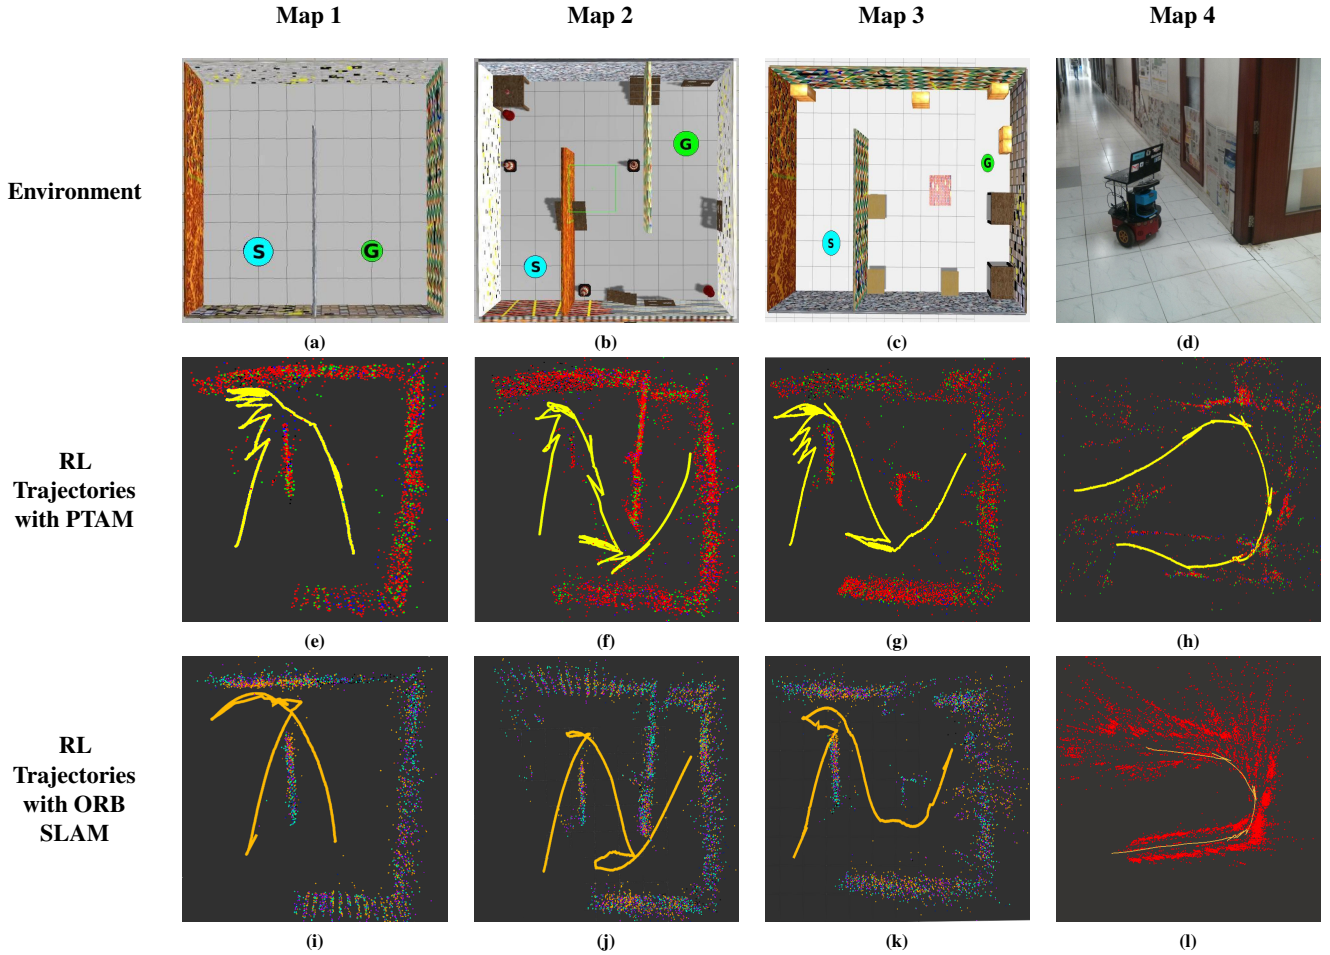 Map 1 Map 2 Map 3 Map 4
Environment
S G
S G
S G
(a) (b) (c) (d)
RL
Trajectories
with PTAM
(e) (f) (g) (h)
RL
Trajectories
with ORB
SLAM
(i) (j) (k) (l)